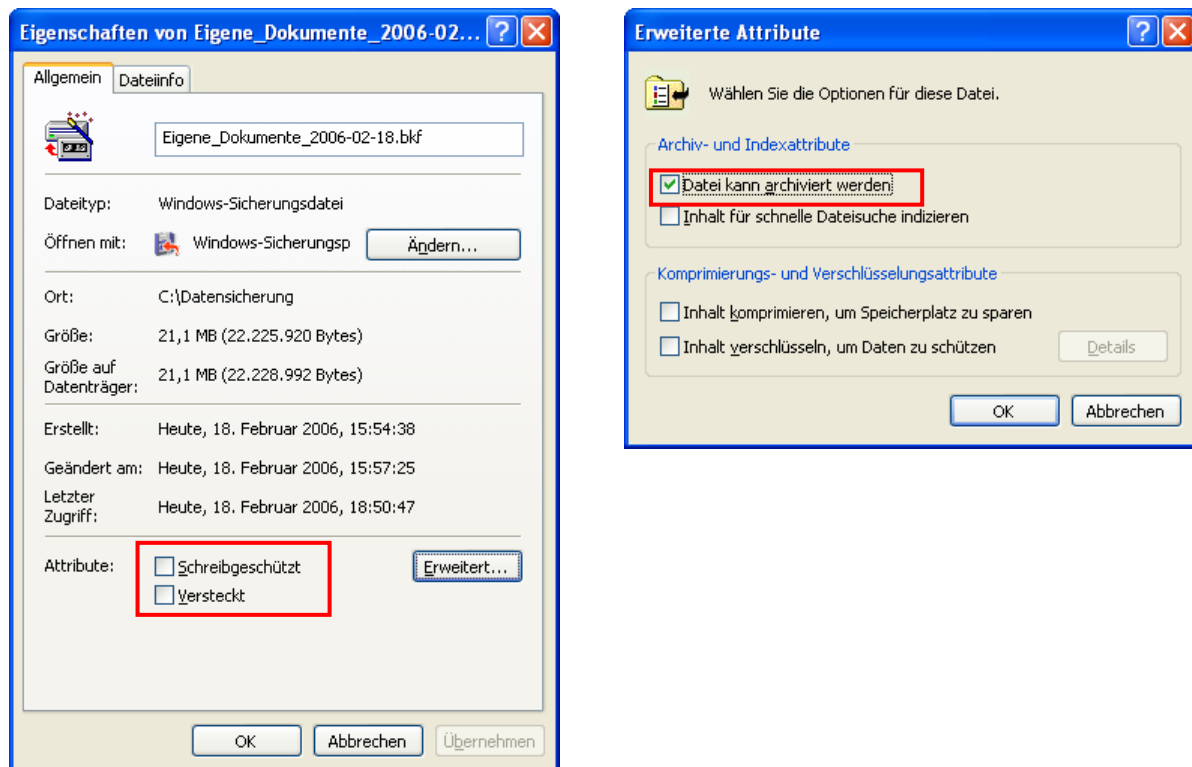 Eigenschaften von Eigene_Dokumente_2006-02...
Allgemein
Dateiinfo
Eigene_Dokumente_2006-02-18.bkf
Dateityp: Windows-Sicherungsdatei
Öffnen mit: Windows-Sicherungsp Ändern...
Ort: C:\Datensicherung
Größe: 21,1 MB (22.225.920 Bytes)
Größe auf
Datenträger: 21,1 MB (22.228.992 Bytes)
Erstellt: Heute, 18. Februar 2006, 15:54:38
Geändert am: Heute, 18. Februar 2006, 15:57:25
Letzter
Zugriff: Heute, 18. Februar 2006, 18:50:47
Attribute: Schreibgeschützt Erweitert...
Versteckt
OK Abbrechen Übernehmen
Erweiterte Attribute
Wählen Sie die Optionen für diese Datei.
Archiv- und Indexattribute
Datei kann archiviert werden
Inhalt für schnelle Dateisuche indizieren
Komprimierungs- und Verschlüsselungsattribute
Inhalt komprimieren, um Speicherplatz zu sparen
Inhalt verschlüsseln, um Daten zu schützen Details
OK Abbrechen